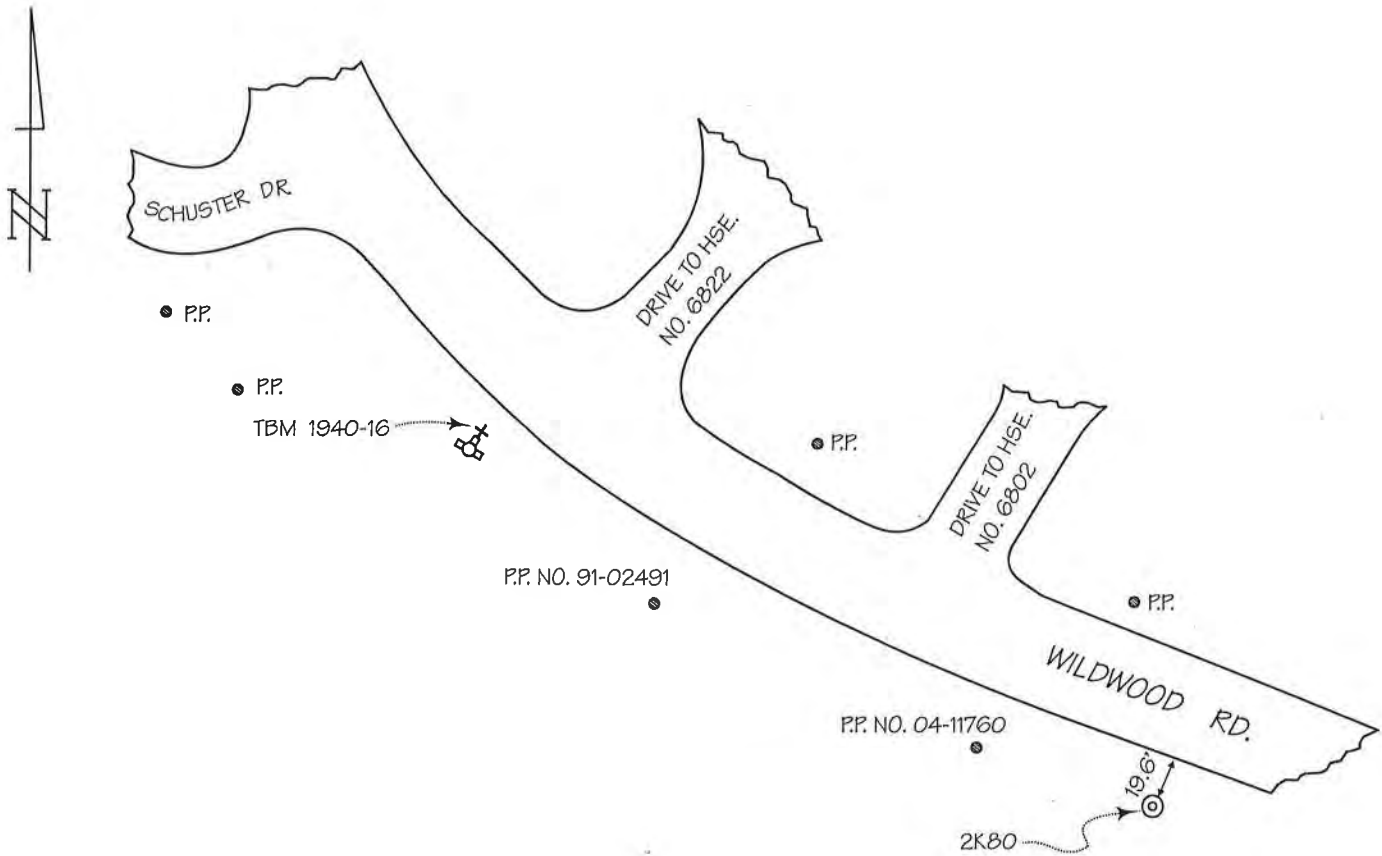 N
SCHUSTER DR.
DRIVE TO HSE.
NO. 6822
P.P.
P.P.
TBM 1940-16
P.P.
DRIVE TO HSE.
NO. 6802
P.P. NO. 91-02491
P.P.
WILDWOOD RD.
P.P. NO. 04-11760
19.6'
2K80